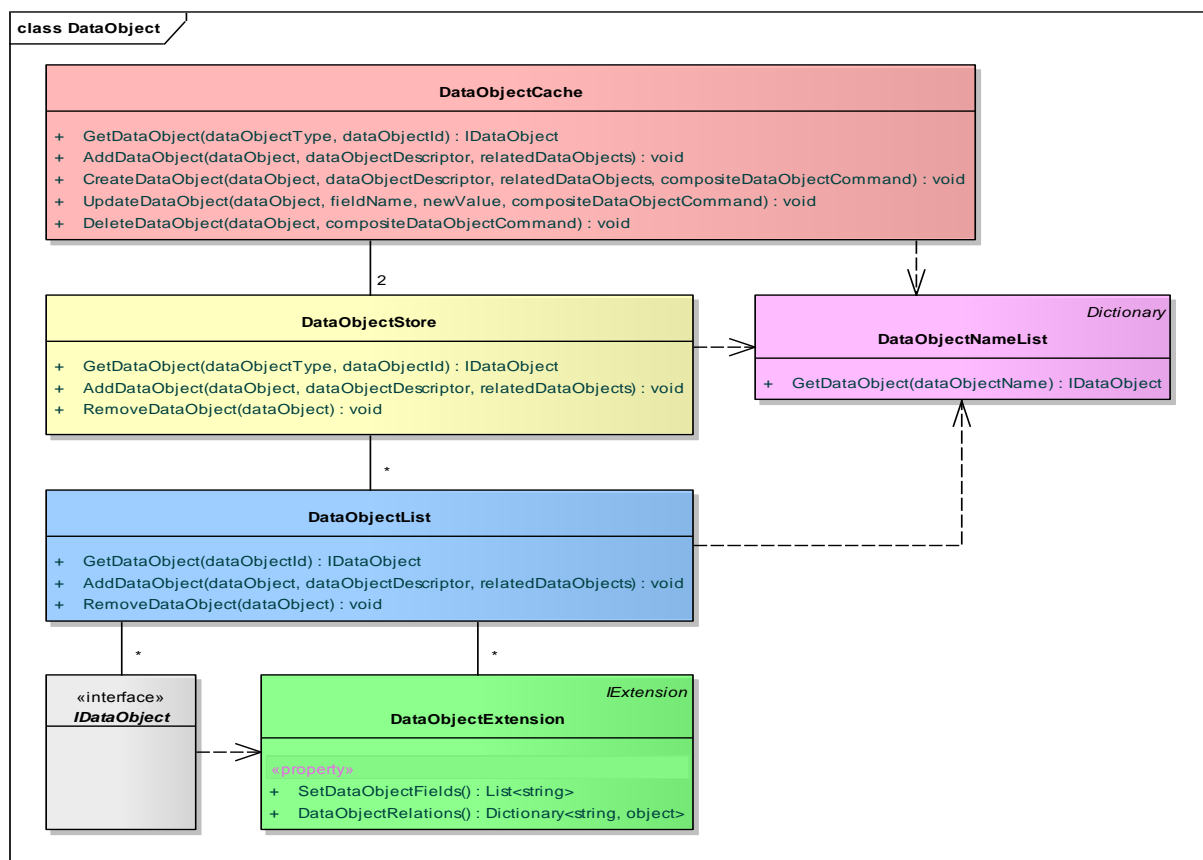 class DataObject
DataObjectCache
+ GetDataObject(dataObjectType, dataObjectId) : IDataObject
+ AddDataObject(dataObject, dataObjectDescriptor, relatedDataObjects) : void
+ CreateDataObject(dataObject, dataObjectDescriptor, relatedDataObjects, compositeDataObjectCommand) : void
+ UpdateDataObject(dataObject, fieldName, newValue, compositeDataObjectCommand) : void
+ DeleteDataObject(dataObject, compositeDataObjectCommand) : void
2
DataObjectStore
+ GetDataObject(dataObjectType, dataObjectId) : IDataObject
+ AddDataObject(dataObject, dataObjectDescriptor, relatedDataObjects) : void
+ RemoveDataObject(dataObject) : void
Dictionary
DataObjectNameList
+ GetDataObject(dataObjectName) : IDataObject
*
DataObjectList
+ GetDataObject(dataObjectId) : IDataObject
+ AddDataObject(dataObject, dataObjectDescriptor, relatedDataObjects) : void
+ RemoveDataObject(dataObject) : void
*
*
«interface»
IDataObject
IExtension
DataObjectExtension
«property»
+ SetDataObjectFields() : List<string>
+ DataObjectRelations() : Dictionary<string, object>